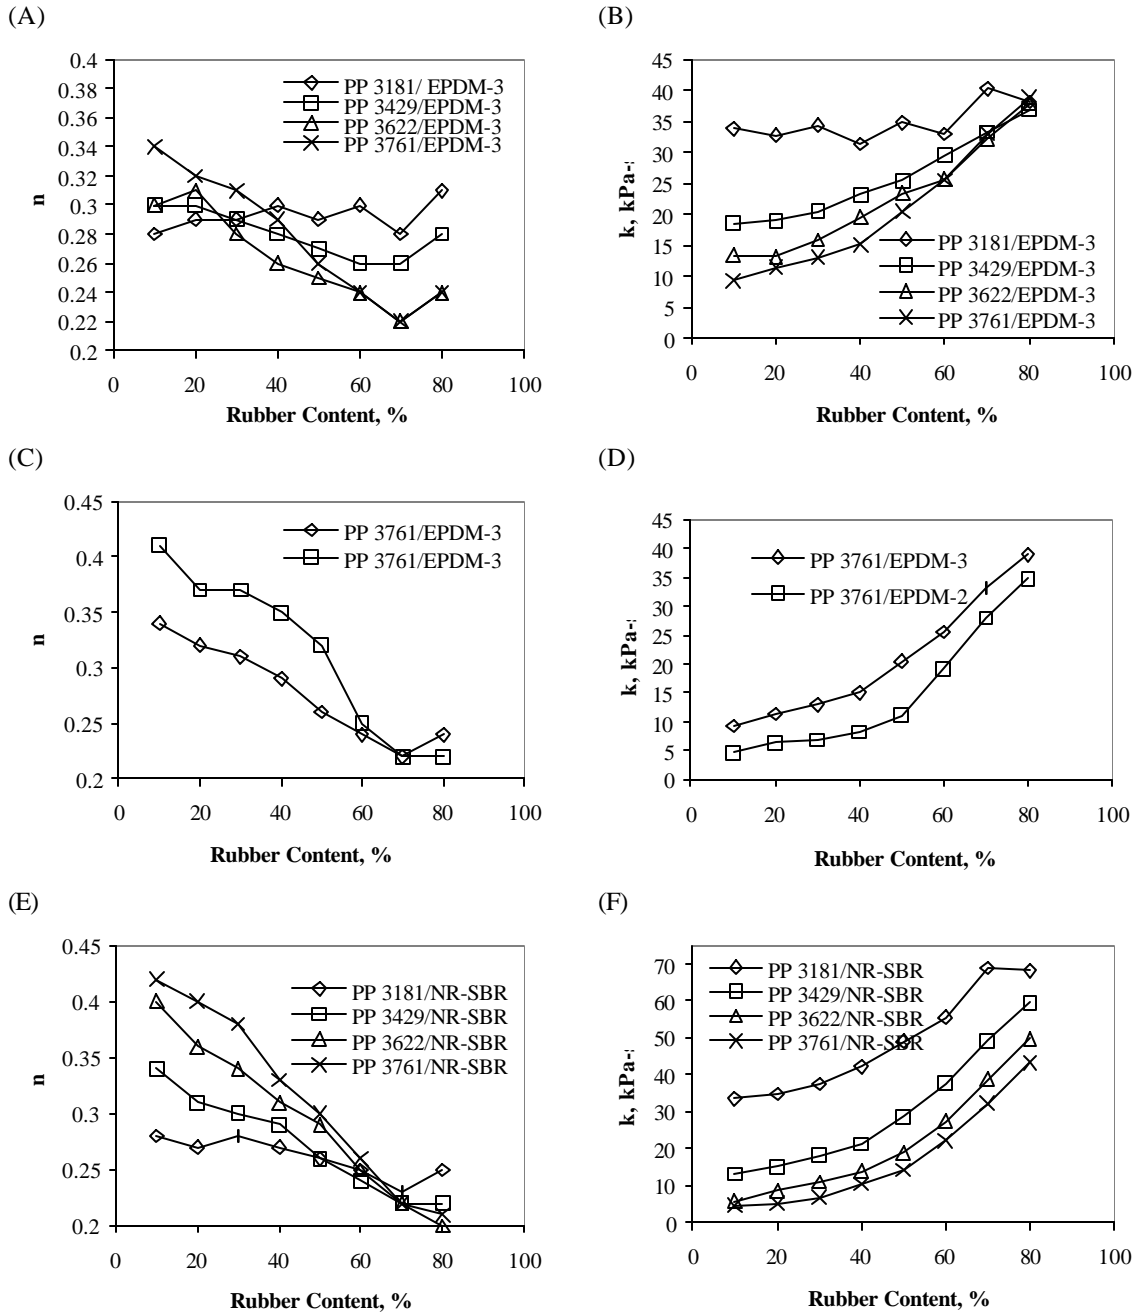 (A)
0.4
0.38
0.36
0.34
0.32
0.3
0.28
0.26
0.24
0.22
0.2
n
PP 3181/ EPDM-3
PP 3429/EPDM-3
PP 3622/EPDM-3
PP 3761/EPDM-3
0 20 40 60 80 100
Rubber Content, %
(B)
45
40
35
30
25
20
15
10
5
0
k, kPa-s
PP 3181/EPDM-3
PP 3429/EPDM-3
PP 3622/EPDM-3
PP 3761/EPDM-3
0 20 40 60 80 100
Rubber Content, %
(C)
0.45
0.4
0.35
0.3
0.25
0.2
n
PP 3761/EPDM-3
PP 3761/EPDM-3
0 20 40 60 80 100
Rubber Content, %
(D)
45
40
35
30
25
20
15
10
5
0
k, kPa-s
PP 3761/EPDM-3
PP 3761/EPDM-2
0 20 40 60 80 100
Rubber Content, %
(E)
0.45
0.4
0.35
0.3
0.25
0.2
n
PP 3181/NR-SBR
PP 3429/NR-SBR
PP 3622/NR-SBR
PP 3761/NR-SBR
0 20 40 60 80 100
Rubber Content, %
(F)
70
60
50
40
30
20
10
0
k, kPa-s
PP 3181/NR-SBR
PP 3429/NR-SBR
PP 3622/NR-SBR
PP 3761/NR-SBR
0 20 40 60 80 100
Rubber Content, %